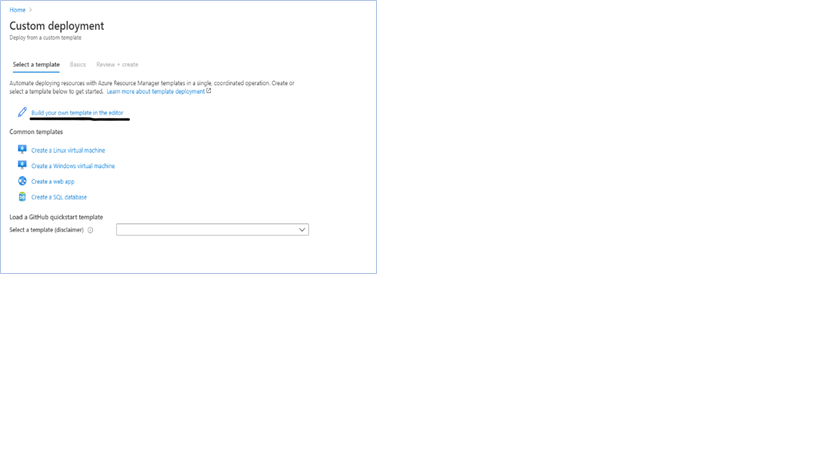 Home >
Custom deployment
Deploy from a custom template
Select a template Basics Review + create
Automate deploying resources with Azure Resource Manager templates in a single, coordinated operation. Create or
select a template below to get started. Learn more about template deployment
Build your own template in the editor
Common templates
Create a Linux virtual machine
Create a Windows virtual machine
Create a web app
Create a SQL database
Load a GitHub quickstart template
Select a template (disclaimer)